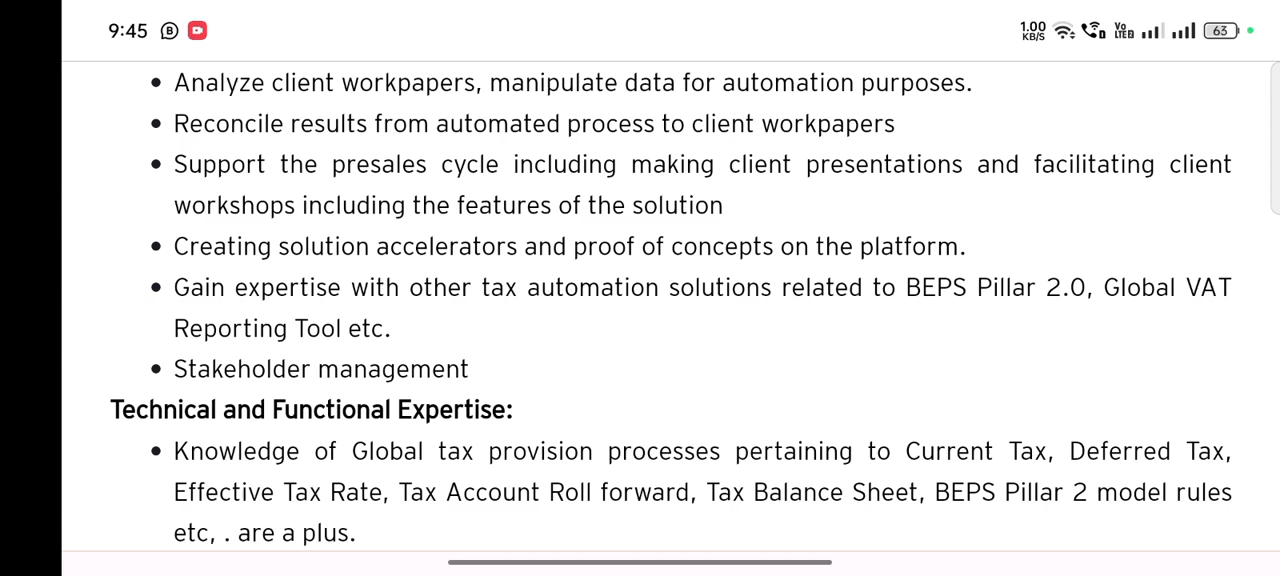 9:45
1.00 KB/S
Vo LTE
63
• Analyze client workpapers, manipulate data for automation purposes.
• Reconcile results from automated process to client workpapers
• Support the presales cycle including making client presentations and facilitating client
workshops including the features of the solution
• Creating solution accelerators and proof of concepts on the platform.
• Gain expertise with other tax automation solutions related to BEPS Pillar 2.0, Global VAT
Reporting Tool etc.
• Stakeholder management
Technical and Functional Expertise:
• Knowledge of Global tax provision processes pertaining to Current Tax, Deferred Tax,
Effective Tax Rate, Tax Account Roll forward, Tax Balance Sheet, BEPS Pillar 2 model rules
etc, . are a plus.